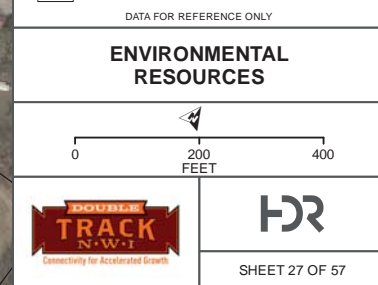 DATA FOR REFERENCE ONLY
ENVIRONMENTAL
RESOURCES
0 200 400
FEET
DOUBLE
TRACK
N•W•I
Connectivity for Accelerated Growth
HDR
SHEET 27 OF 57